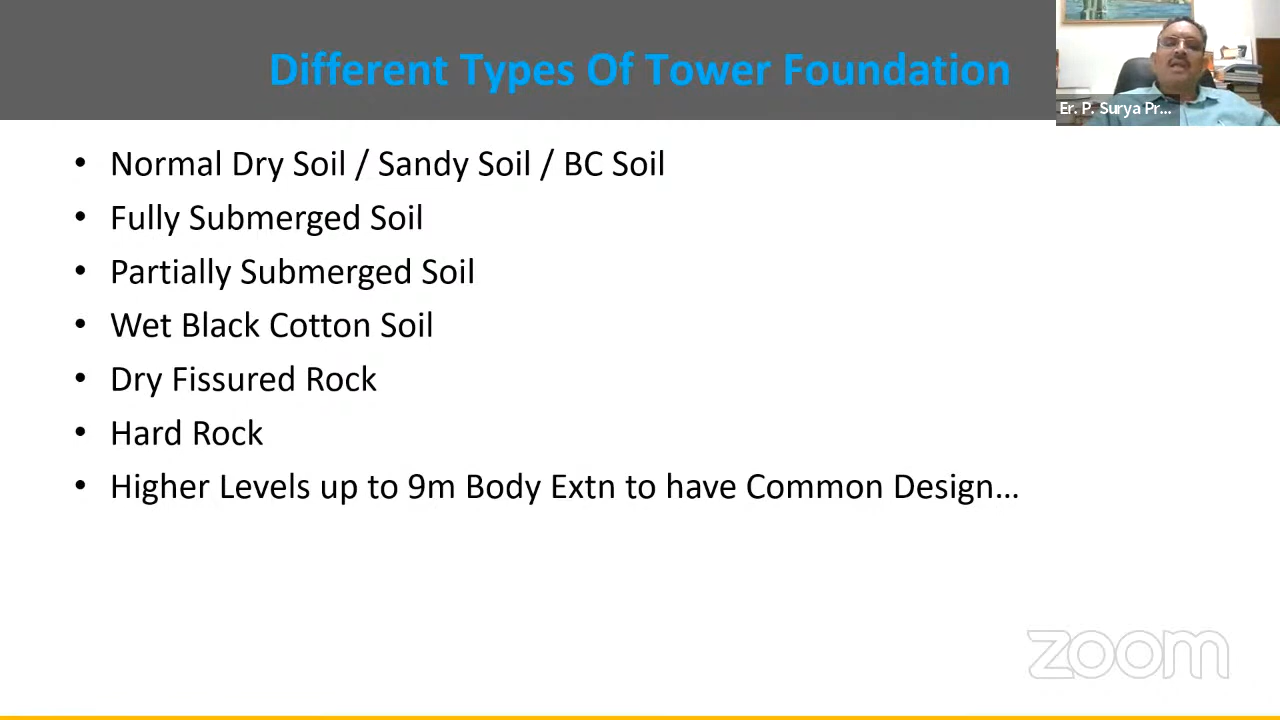 Different Types Of Tower Foundation
Er. P. Surya Pr...
• Normal Dry Soil / Sandy Soil / BC Soil
• Fully Submerged Soil
• Partially Submerged Soil
• Wet Black Cotton Soil
• Dry Fissured Rock
• Hard Rock
• Higher Levels up to 9m Body Extn to have Common Design...
zoom